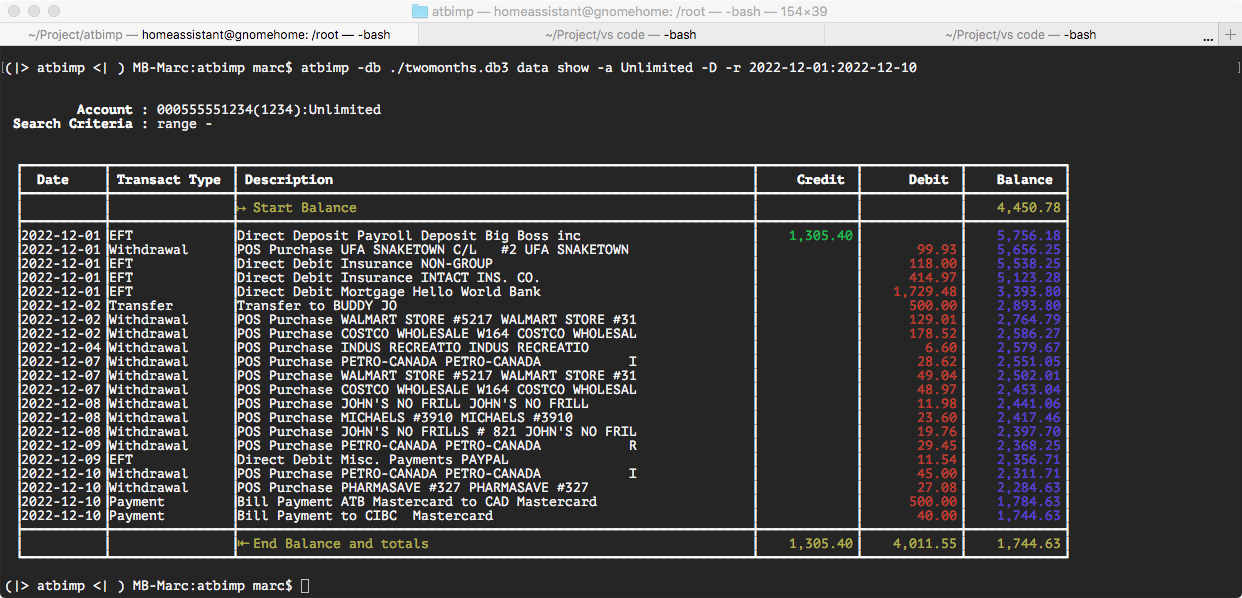 atbimp — homeassistant@gnomehome: /root — -bash — 154×39
~/Project/atbimp — homeassistant@gnomehome: /root — -bash ~/Project/vs code — -bash ~/Project/vs code — -bash ... +
[(|> atbimp <| ) MB-Marc:atbimp marc$ atbimp -db ./twomonths.db3 data show -a Unlimited -D -r 2022-12-01:2022-12-10 ]
Account : 000555551234(1234):Unlimited
Search Criteria : range -
Date Transact Type Description Credit Debit Balance
↦ Start Balance 4,450.78
2022-12-01 EFT Direct Deposit Payroll Deposit Big Boss inc 1,305.40 5,756.18
2022-12-01 Withdrawal POS Purchase UFA SNAKETOWN C/L #2 UFA SNAKETOWN 99.93 5,656.25
2022-12-01 EFT Direct Debit Insurance NON-GROUP 118.00 5,538.25
2022-12-01 EFT Direct Debit Insurance INTACT INS. CO. 414.97 5,123.28
2022-12-01 EFT Direct Debit Mortgage Hello World Bank 1,729.48 3,393.80
2022-12-02 Transfer Transfer to BUDDY JO 500.00 2,893.80
2022-12-02 Withdrawal POS Purchase WALMART STORE #5217 WALMART STORE #31 129.01 2,764.79
2022-12-02 Withdrawal POS Purchase COSTCO WHOLESALE W164 COSTCO WHOLESAL 178.52 2,586.27
2022-12-04 Withdrawal POS Purchase INDUS RECREATIO INDUS RECREATIO 6.60 2,579.67
2022-12-07 Withdrawal POS Purchase PETRO-CANADA PETRO-CANADA I 28.62 2,551.05
2022-12-07 Withdrawal POS Purchase WALMART STORE #5217 WALMART STORE #31 49.04 2,502.01
2022-12-07 Withdrawal POS Purchase COSTCO WHOLESALE W164 COSTCO WHOLESAL 48.97 2,453.04
2022-12-08 Withdrawal POS Purchase JOHN'S NO FRILL JOHN'S NO FRILL 11.98 2,441.06
2022-12-08 Withdrawal POS Purchase MICHAELS #3910 MICHAELS #3910 23.60 2,417.46
2022-12-08 Withdrawal POS Purchase JOHN'S NO FRILLS # 821 JOHN'S NO FRIL 19.76 2,397.70
2022-12-09 Withdrawal POS Purchase PETRO-CANADA PETRO-CANADA R 29.45 2,368.25
2022-12-09 EFT Direct Debit Misc. Payments PAYPAL 11.54 2,356.71
2022-12-10 Withdrawal POS Purchase PETRO-CANADA PETRO-CANADA I 45.00 2,311.71
2022-12-10 Withdrawal POS Purchase PHARMASAVE #327 PHARMASAVE #327 27.08 2,284.63
2022-12-10 Payment Bill Payment ATB Mastercard to CAD Mastercard 500.00 1,784.63
2022-12-10 Payment Bill Payment to CIBC Mastercard 40.00 1,744.63
⇤ End Balance and totals 1,305.40 4,011.55 1,744.63
(|> atbimp <| ) MB-Marc:atbimp marc$